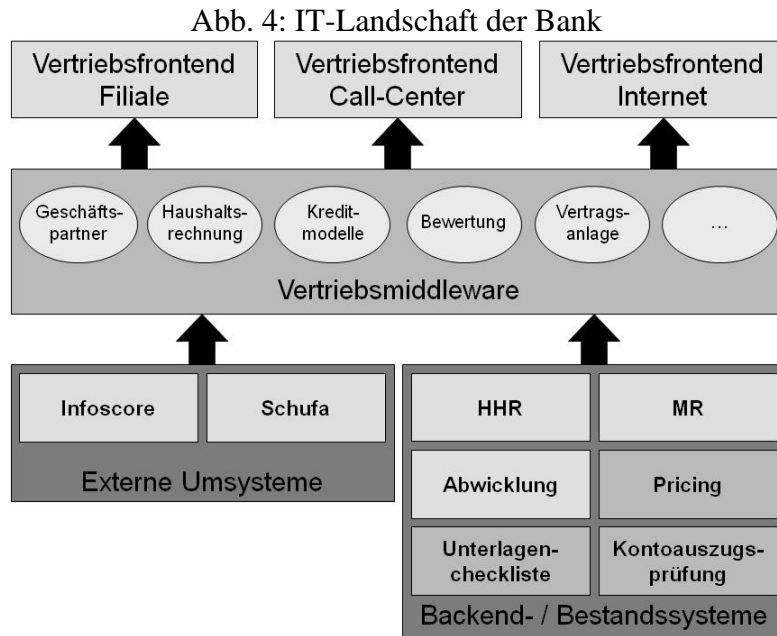 Abb. 4: IT-Landschaft der Bank
Vertriebsfrontend
Filiale
Vertriebsfrontend
Call-Center
Vertriebsfrontend
Internet
Geschäfts-
partner
Haushalts-
rechnung
Kredit-
modelle
Bewertung
Vertrags-
anlage
...
Vertriebsmiddleware
Infoscore
Schufa
Externe Umsysteme
HHR
MR
Abwicklung
Pricing
Unterlagen-
checkliste
Kontoauszugs-
prüfung
Backend- / Bestandssysteme